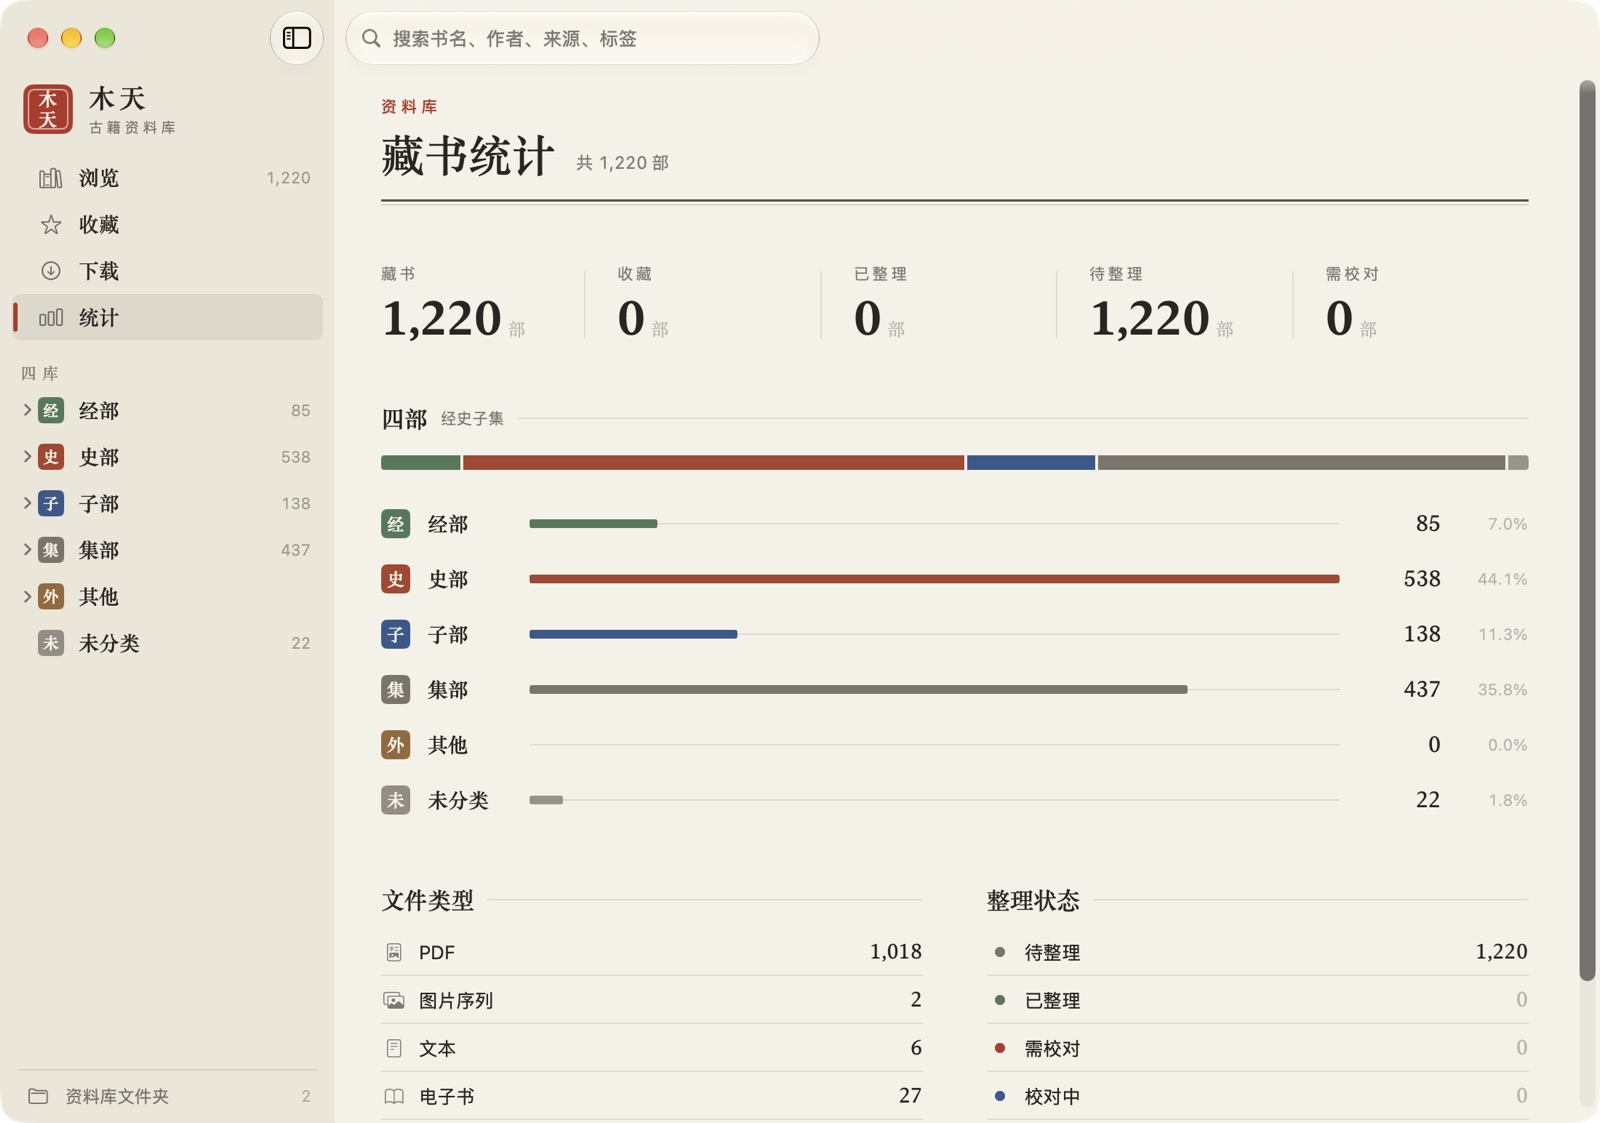 搜索书名、作者、来源、标签
木天
木天
古籍资料库
浏览 1,220
收藏
下载
统计
四库
经 经部 85
史 史部 538
子 子部 138
集 集部 437
外 其他
未 未分类 22
资料库文件夹 2
资料库
藏书统计 共 1,220 部
藏书 收藏 已整理 待整理 需校对
1,220 部 0 部 0 部 1,220 部 0 部
四部 经史子集
经 经部 85 7.0%
史 史部 538 44.1%
子 子部 138 11.3%
集 集部 437 35.8%
外 其他 0 0.0%
未 未分类 22 1.8%
文件类型
PDF 1,018
图片序列 2
文本 6
电子书 27
整理状态
待整理 1,220
已整理 0
需校对 0
校对中 0